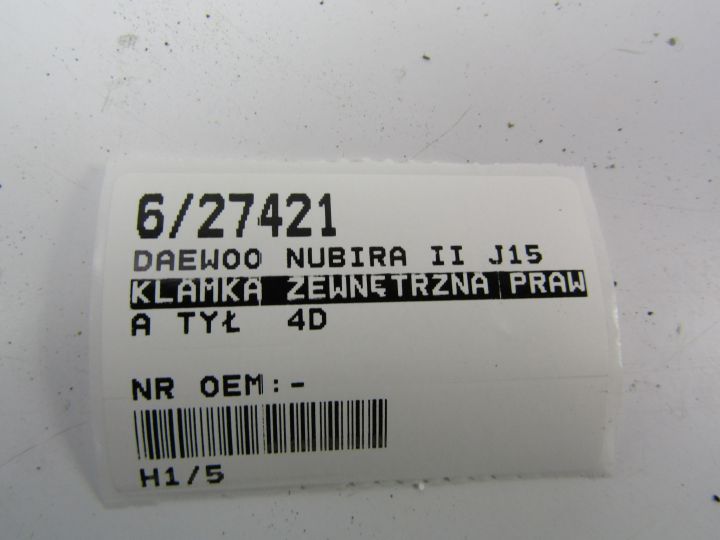 6/27421
DAEWOO NUBIRA II J15
KLAMKA ZEWNĘTRZNA PRAW
A TYŁ 4D
NR OEM:-
H1/5